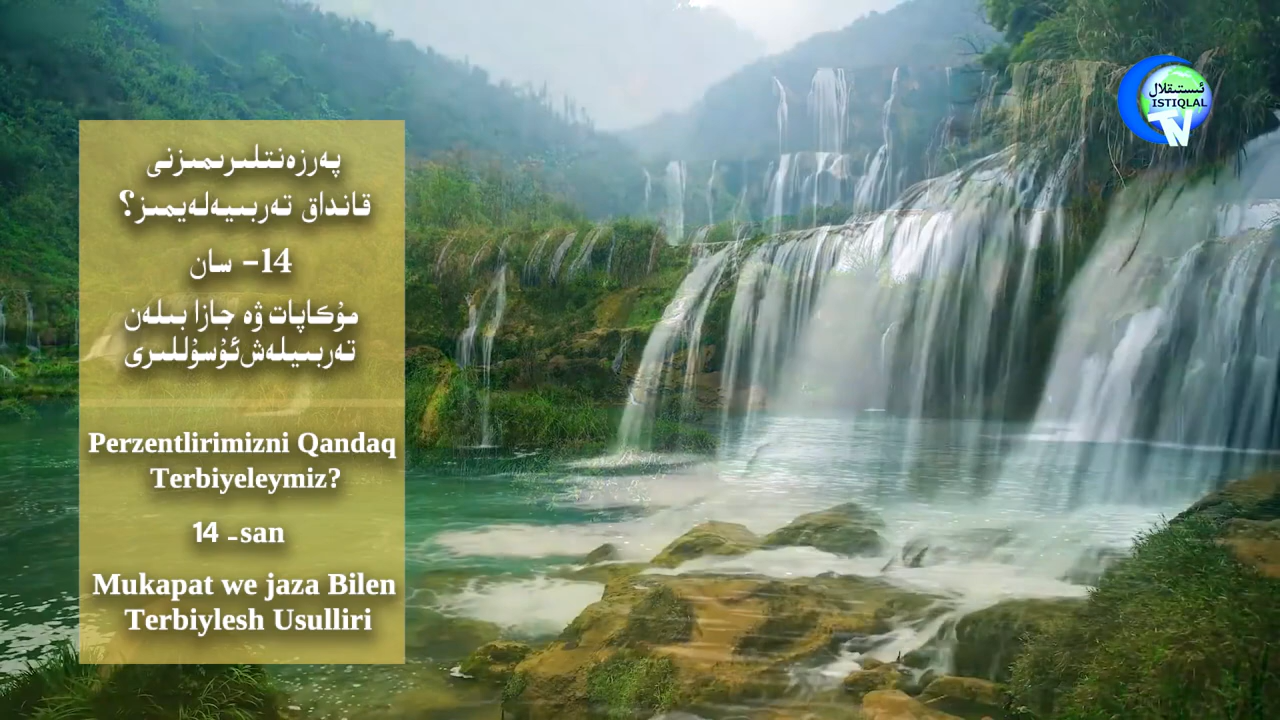 پەرزەنتلىرىمىزنى
قانداق تەربىيەلەيمىز؟
14- سان
مۇكاپات ۋە جازا بىلەن
تەربىيلەش ئۇسۇللىرى
Perzentlirimizni Qandaq
Terbiyeleymiz?
14 -san
Mukapat we jaza Bilen
Terbiylesh Usulliri
ئىستىقلال
ISTIQLAL
TV